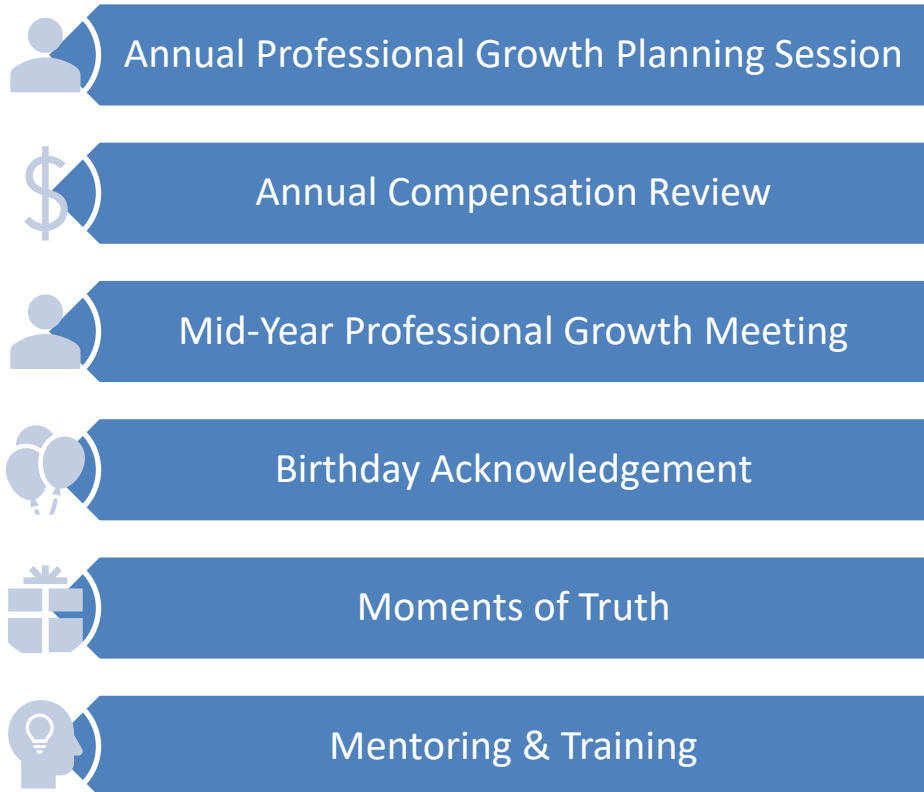 Annual Professional Growth Planning Session
Annual Compensation Review
Mid-Year Professional Growth Meeting
Birthday Acknowledgement
Moments of Truth
Mentoring & Training